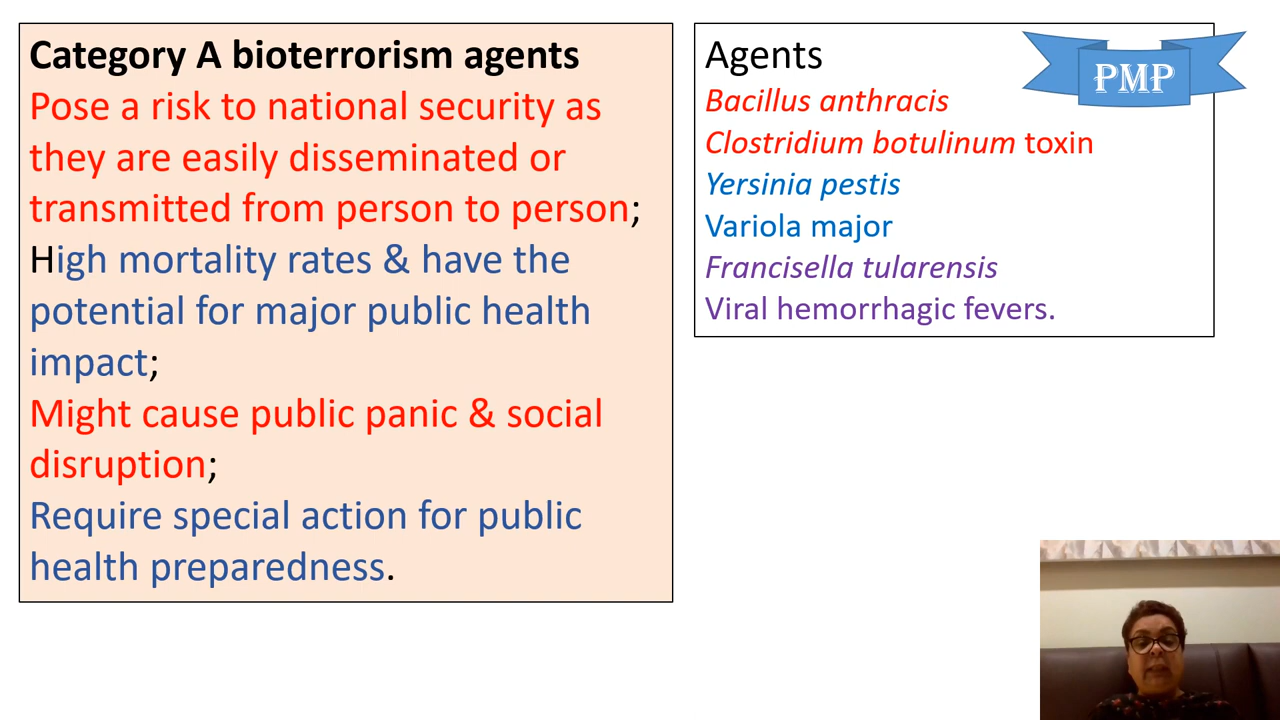 Category A bioterrorism agents
Pose a risk to national security as
they are easily disseminated or
transmitted from person to person;
High mortality rates & have the
potential for major public health
impact;
Might cause public panic & social
disruption;
Require special action for public
health preparedness.
Agents
PMP
Bacillus anthracis
Clostridium botulinum toxin
Yersinia pestis
Variola major
Francisella tularensis
Viral hemorrhagic fevers.